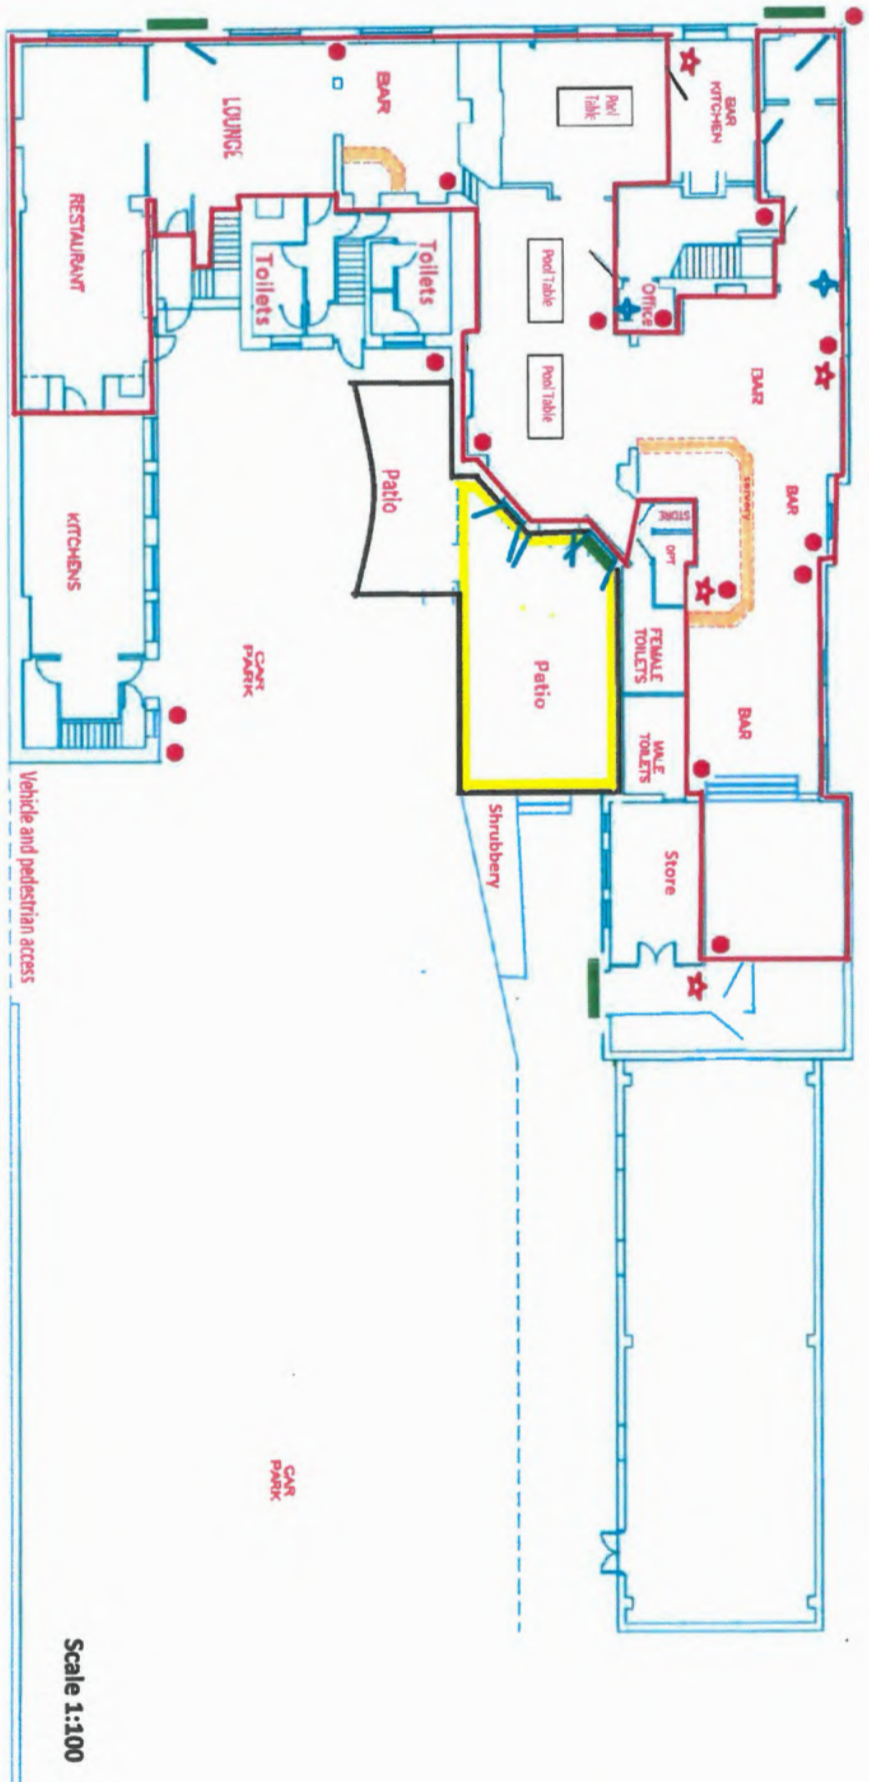 BAR
KITCHEN
Pool
Table
BAR
LOUNGE
RESTAURANT
Toilets
Toilets
Pool Table
Office
Pool Table
BAR
BAR
Servery
STORE
Patio
KITCHENS
FEMALE
TOILETS
Patio
CAR
PARK
MALE
TOILETS
BAR
Vehicle and pedestrian access
Shrubbery
Store
CAR
PARK
Scale 1:100